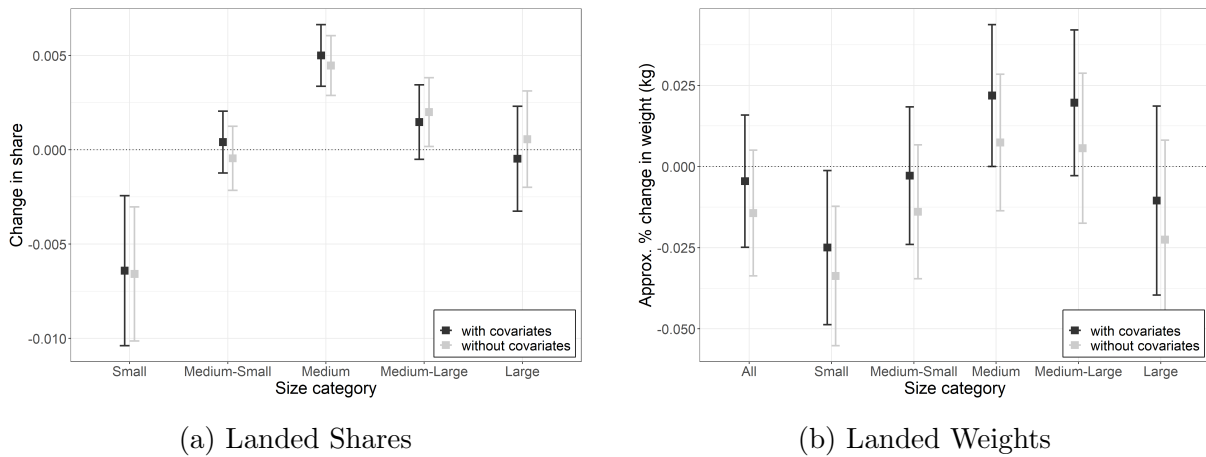 Change in share
0.005
0.000
-0.005
-0.010
with covariates
without covariates
Small Medium-Small Medium Medium-Large Large
Size category
(a) Landed Shares
Approx. % change in weight (kg)
0.025
0.000
-0.025
-0.050
with covariates
without covariates
All Small Medium-Small Medium Medium-Large Large
Size category
(b) Landed Weights